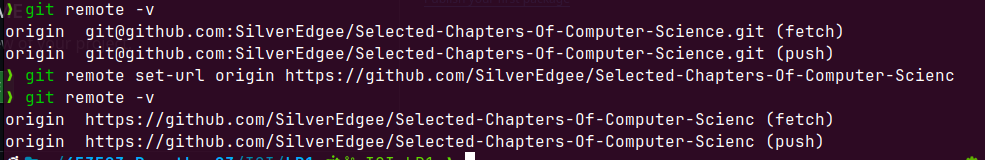 ❯ git remote -v
origin  git@github.com:SilverEdgee/Selected-Chapters-Of-Computer-Science.git (fetch)
origin  git@github.com:SilverEdgee/Selected-Chapters-Of-Computer-Science.git (push)
❯ git remote set-url origin https://github.com/SilverEdgee/Selected-Chapters-Of-Computer-Scienc
❯ git remote -v
origin  https://github.com/SilverEdgee/Selected-Chapters-Of-Computer-Scienc (fetch)
origin  https://github.com/SilverEdgee/Selected-Chapters-Of-Computer-Scienc (push)